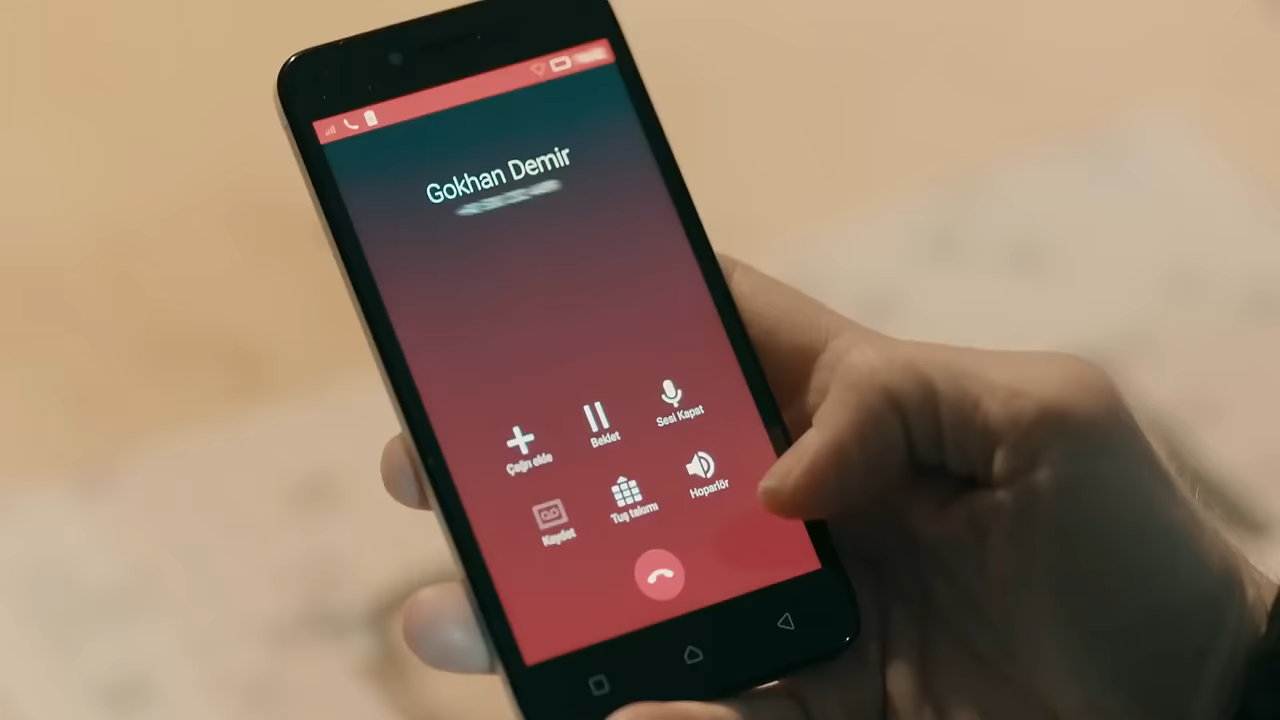 Gokhan Demir
Çağrı ekle
Beklet
Sesi Kapat
Kaydet
Tuş takımı
Hoparlör